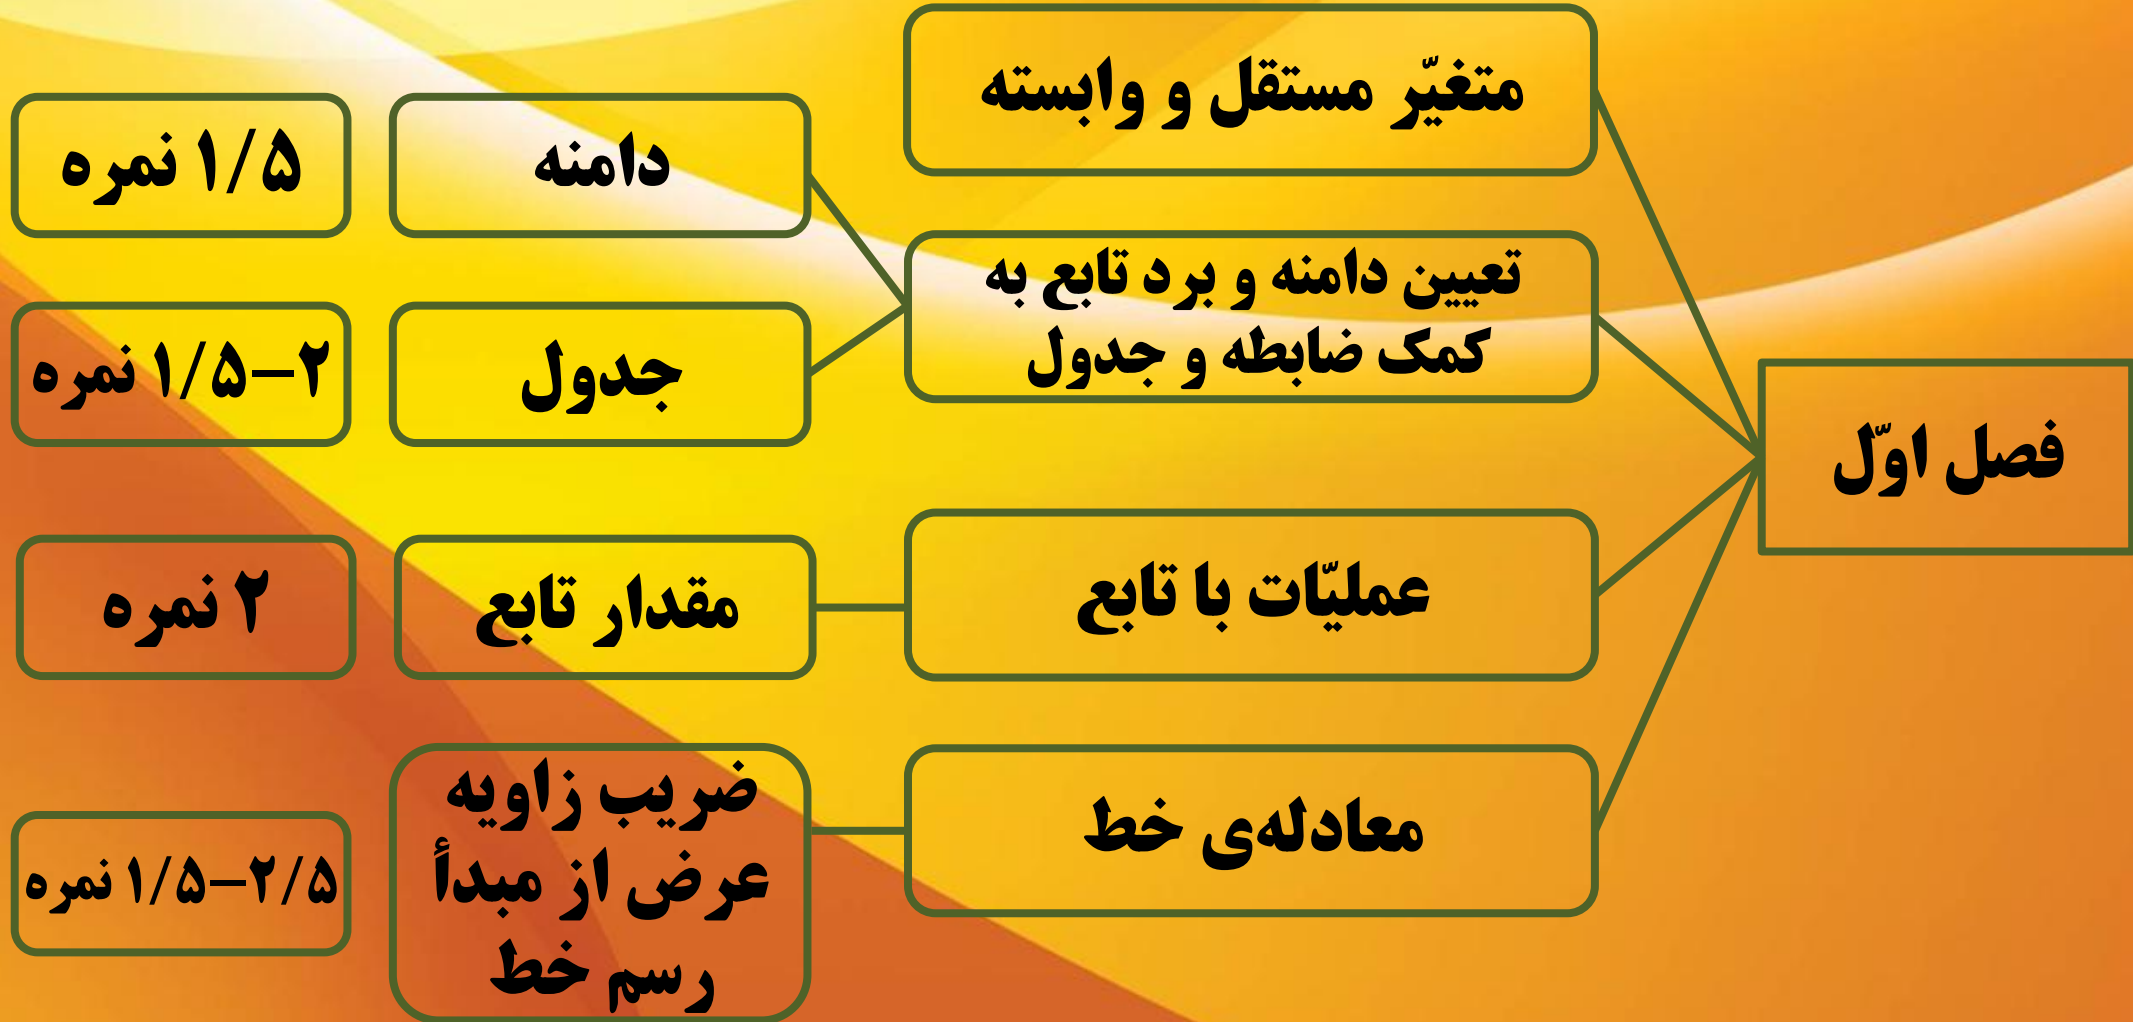 فصل اوّل
متغیّر مستقل و وابسته
تعیین دامنه و برد تابع به
کمک ضابطه و جدول
دامنه
۱/۵ نمره
جدول
۱/۵–۲ نمره
عملیّات با تابع
مقدار تابع
۲ نمره
معادله‌ی خط
ضریب زاویه
عرض از مبدأ
رسم خط
۱/۵–۲/۵ نمره